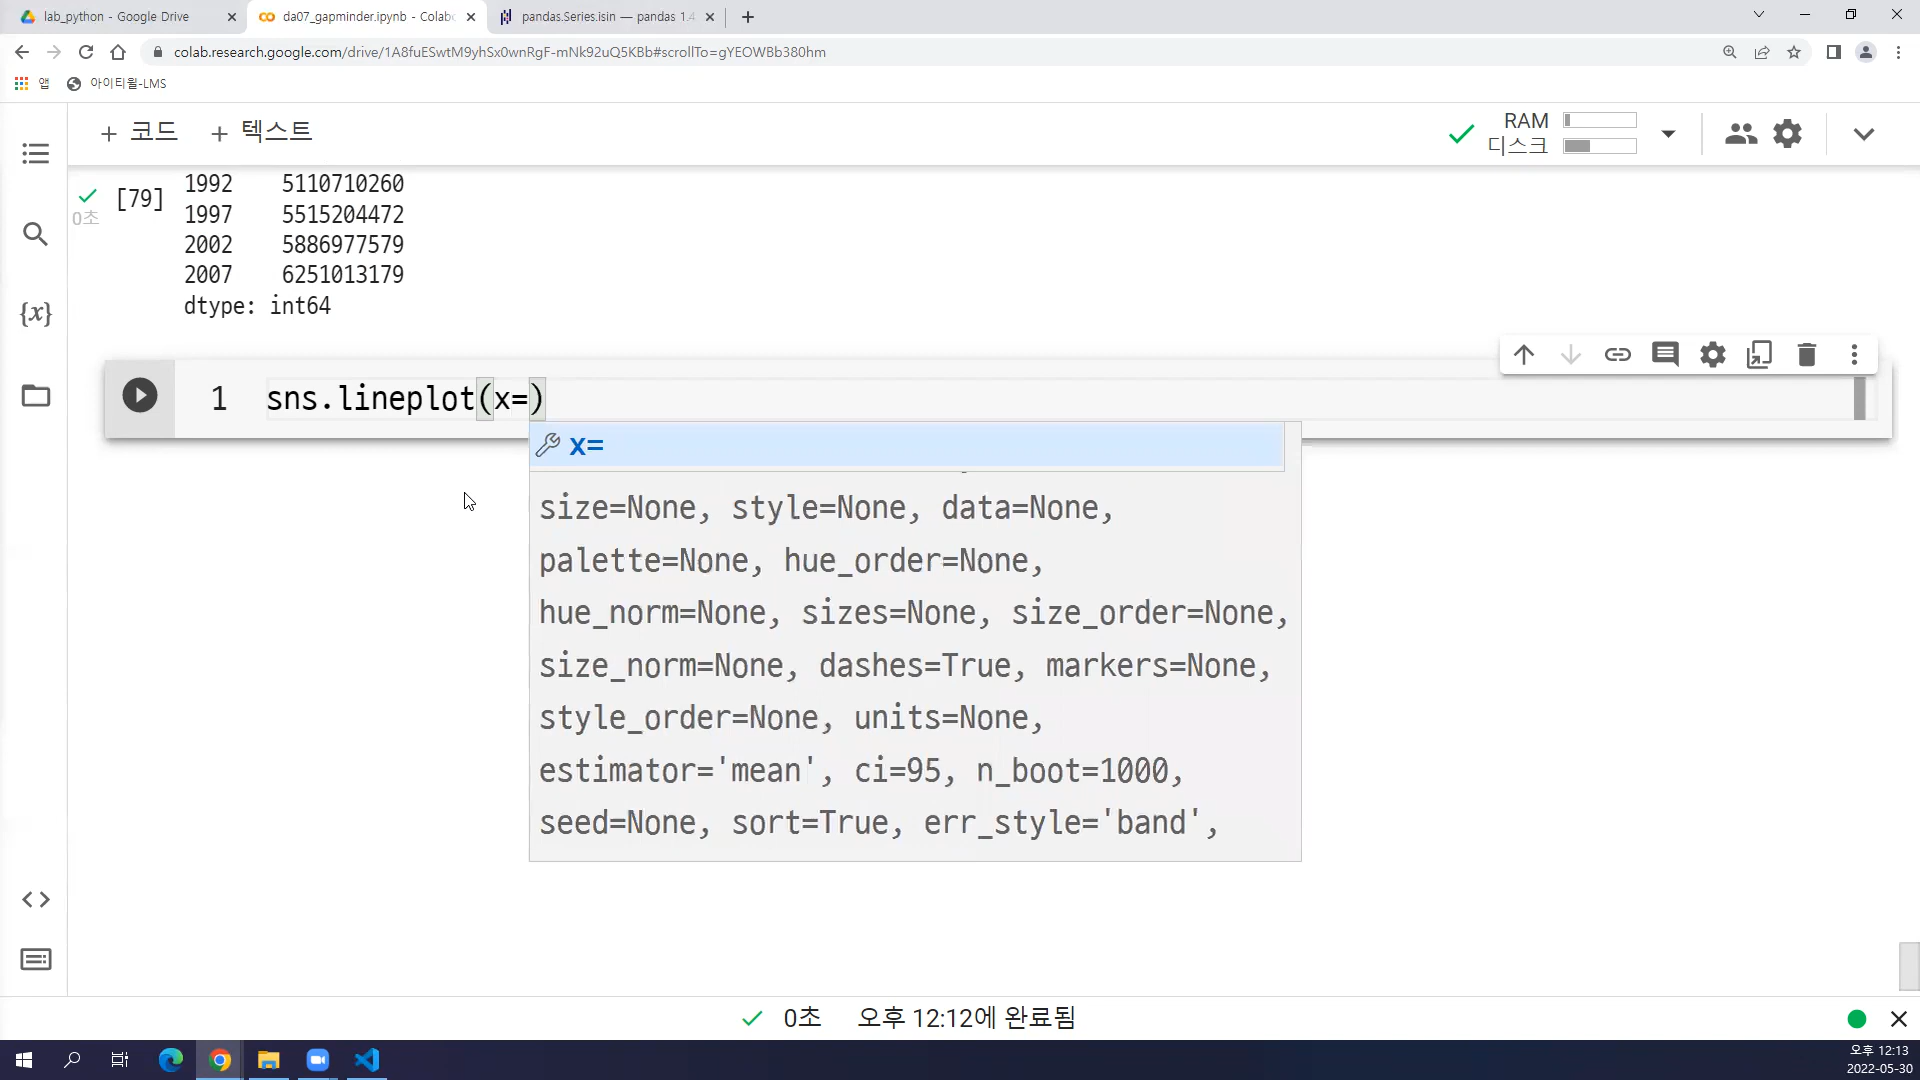 lab_python - Google Drive
da07_gapminder.ipynb - Colab
pandas.Series.isin — pandas 1.4
colab.research.google.com/drive/1A8fuESwtM9yhSx0wnRgF-mNk92uQ5KBb#scrollTo=gYEOWBb380hm
앱
아이티윌-LMS
+ 코드
+ 텍스트
RAM
디스크
[79]
0초
1992 5110710260
1997 5515204472
2002 5886977579
2007 6251013179
dtype: int64
{x}
1 sns.lineplot(x=)
x=
size=None, style=None, data=None,
palette=None, hue_order=None,
hue_norm=None, sizes=None, size_order=None,
size_norm=None, dashes=True, markers=None,
style_order=None, units=None,
estimator='mean', ci=95, n_boot=1000,
seed=None, sort=True, err_style='band',
0초 오후 12:12에 완료됨
오후 12:13
2022-05-30